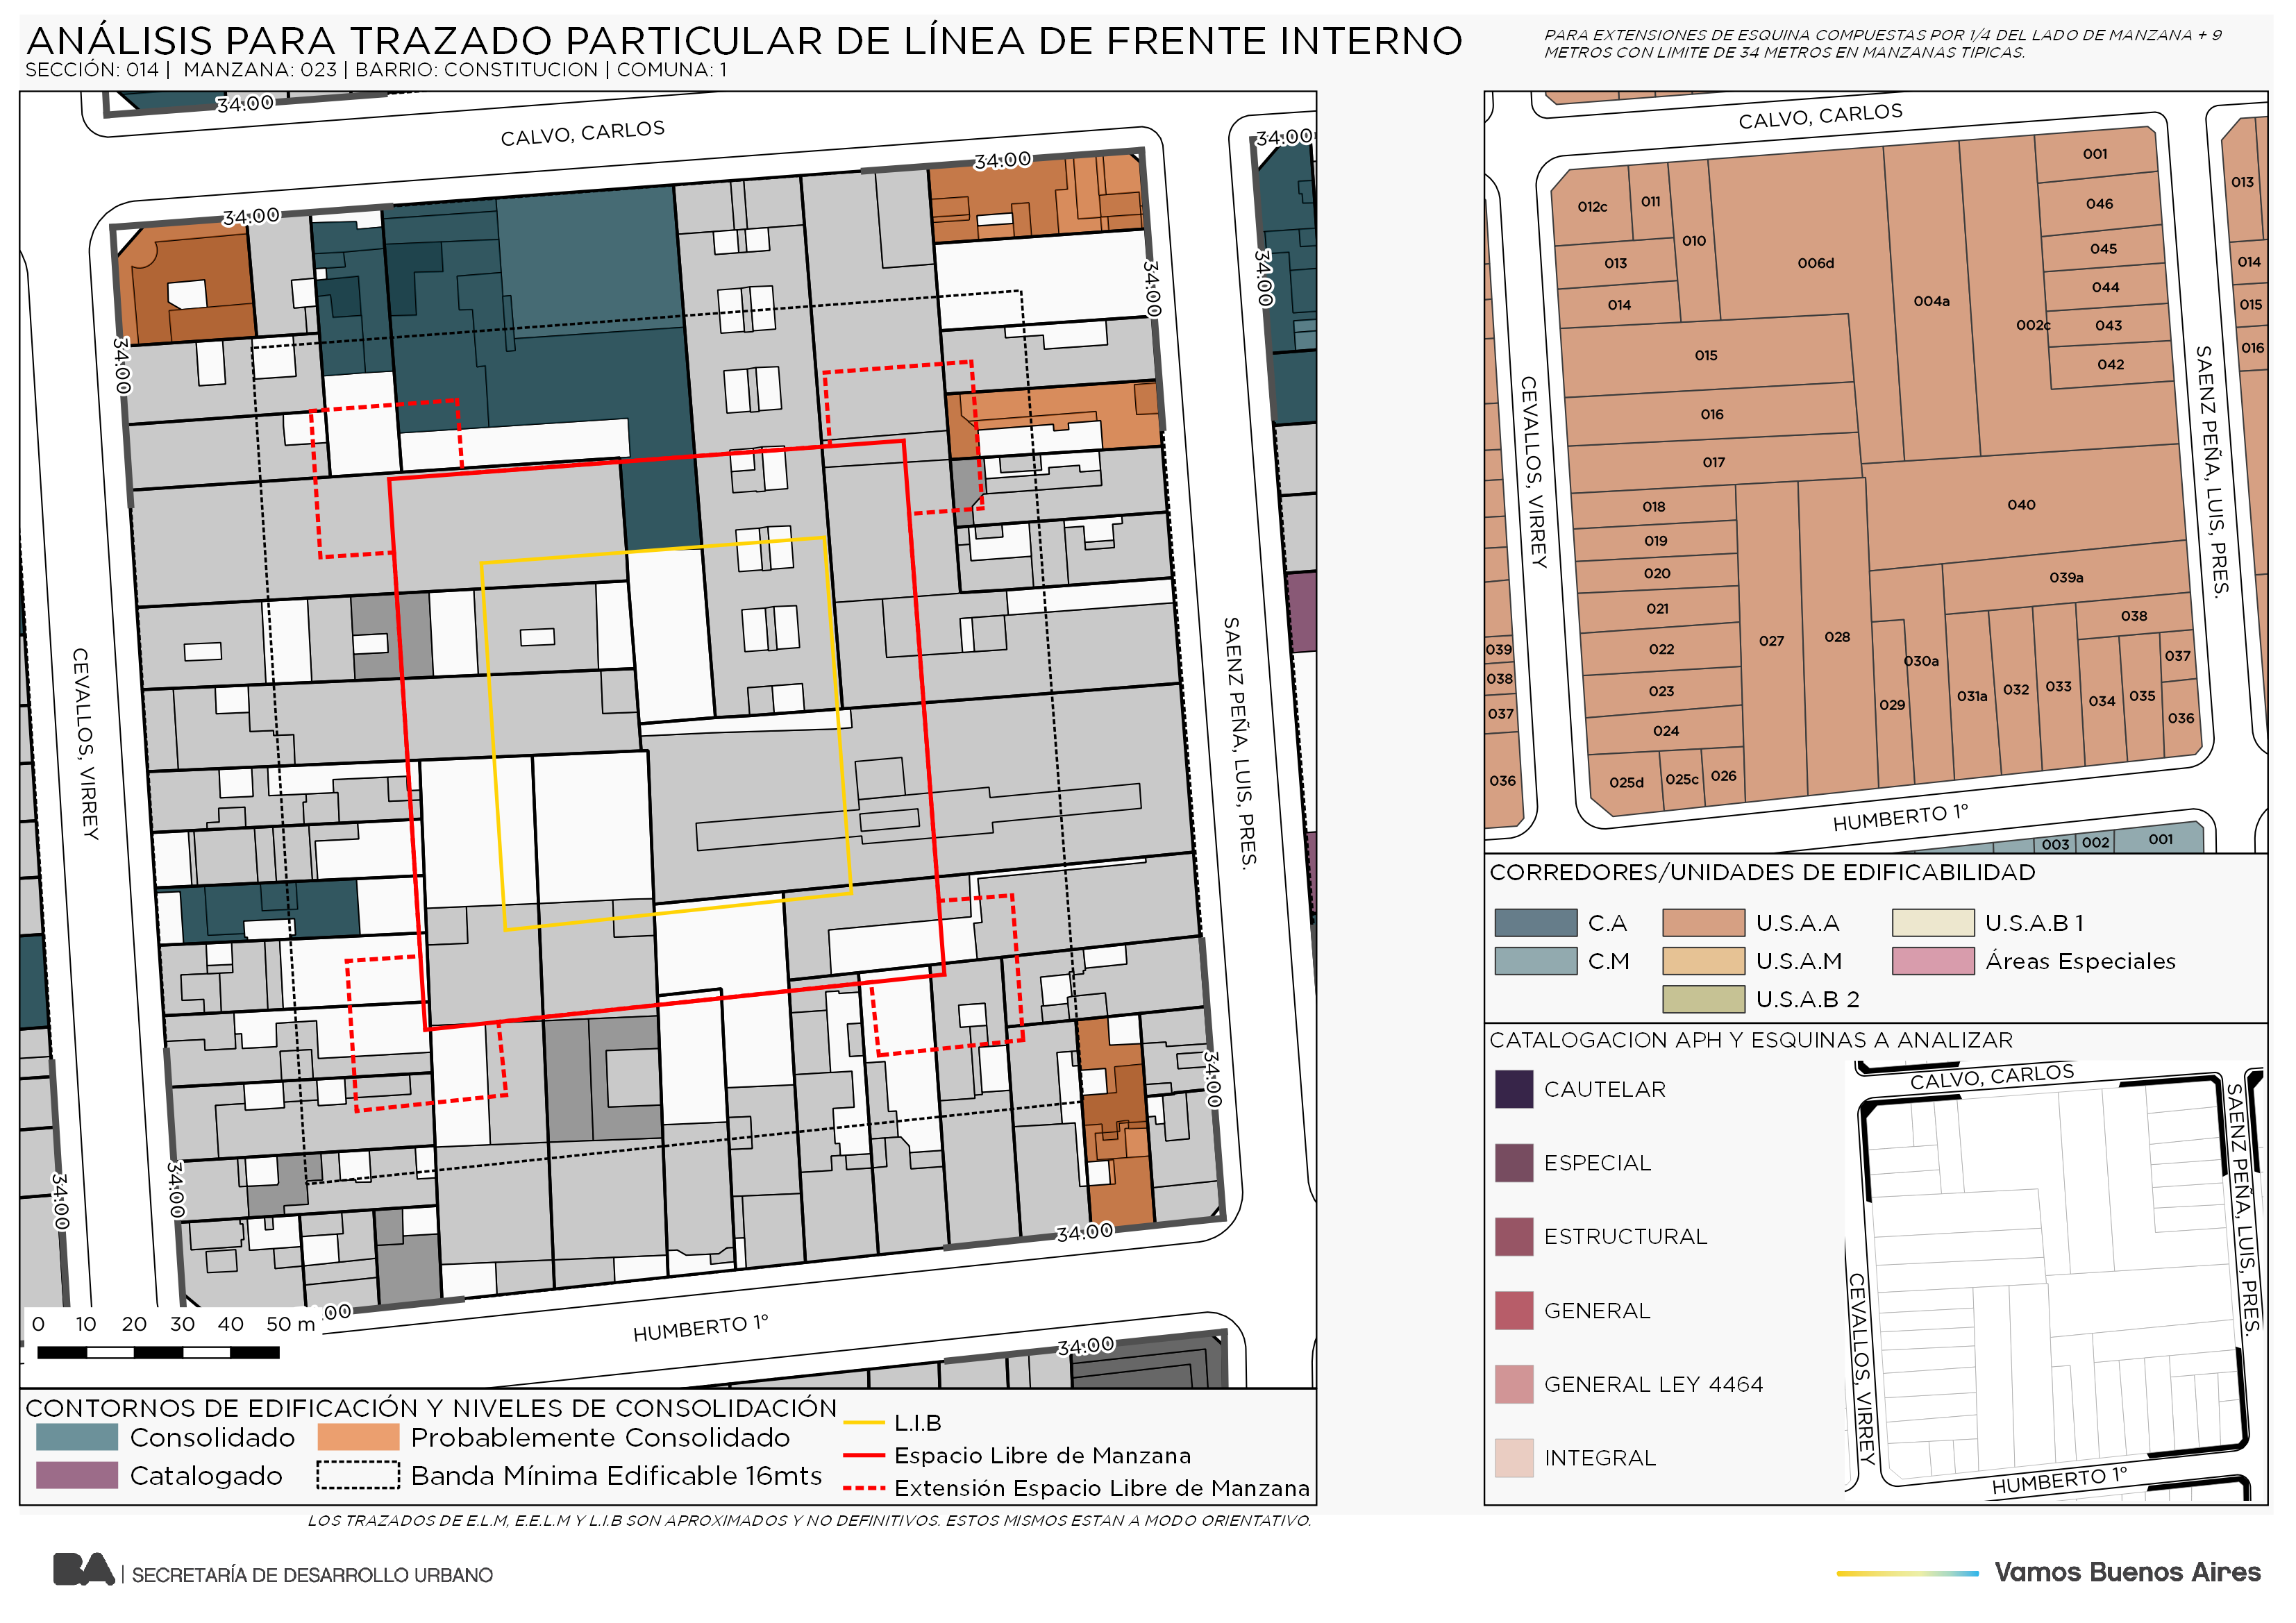 ANÁLISIS PARA TRAZADO PARTICULAR DE LÍNEA DE FRENTE INTERNO
SECCIÓN: 014 | MANZANA: 023 | BARRIO: CONSTITUCION | COMUNA: 1
PARA EXTENSIONES DE ESQUINA COMPUESTAS POR 1/4 DEL LADO DE MANZANA + 9
METROS CON LIMITE DE 34 METROS EN MANZANAS TIPICAS.
34:00
CALVO, CARLOS
34:00
34:00
34:00
34:00
34:00
34:00
CEVALLOS, VIRREY
SAENZ PEÑA, LUIS, PRES.
34:00
34:00
34:00
34:00
:00
HUMBERTO 1°
34:00
0 10 20 30 40 50 m
CONTORNOS DE EDIFICACIÓN Y NIVELES DE CONSOLIDACIÓN
Consolidado
Probablemente Consolidado
Catalogado
Banda Mínima Edificable 16mts
L.I.B
Espacio Libre de Manzana
Extensión Espacio Libre de Manzana
LOS TRAZADOS DE E.L.M, E.E.L.M Y L.I.B SON APROXIMADOS Y NO DEFINITIVOS. ESTOS MISMOS ESTAN A MODO ORIENTATIVO.
CALVO, CARLOS
001
013
012c
011
046
010
045
014
013
006d
044
014
004a
015
002c
043
016
015
042
016
017
CEVALLOS, VIRREY
SAENZ PEÑA, LUIS, PRES.
018
040
019
020
039a
021
038
027
028
039
022
030a
037
038
023
031a
032
033
034
035
037
029
036
024
036
025d
025c
026
HUMBERTO 1°
003
002
001
CORREDORES/UNIDADES DE EDIFICABILIDAD
C.A
U.S.A.A
U.S.A.B 1
C.M
U.S.A.M
Áreas Especiales
U.S.A.B 2
CATALOGACION APH Y ESQUINAS A ANALIZAR
CAUTELAR
ESPECIAL
ESTRUCTURAL
GENERAL
GENERAL LEY 4464
INTEGRAL
CALVO, CARLOS
SAENZ PEÑA, LUIS, PRES.
CEVALLOS, VIRREY
HUMBERTO 1°
BA | SECRETARÍA DE DESARROLLO URBANO
Vamos Buenos Aires